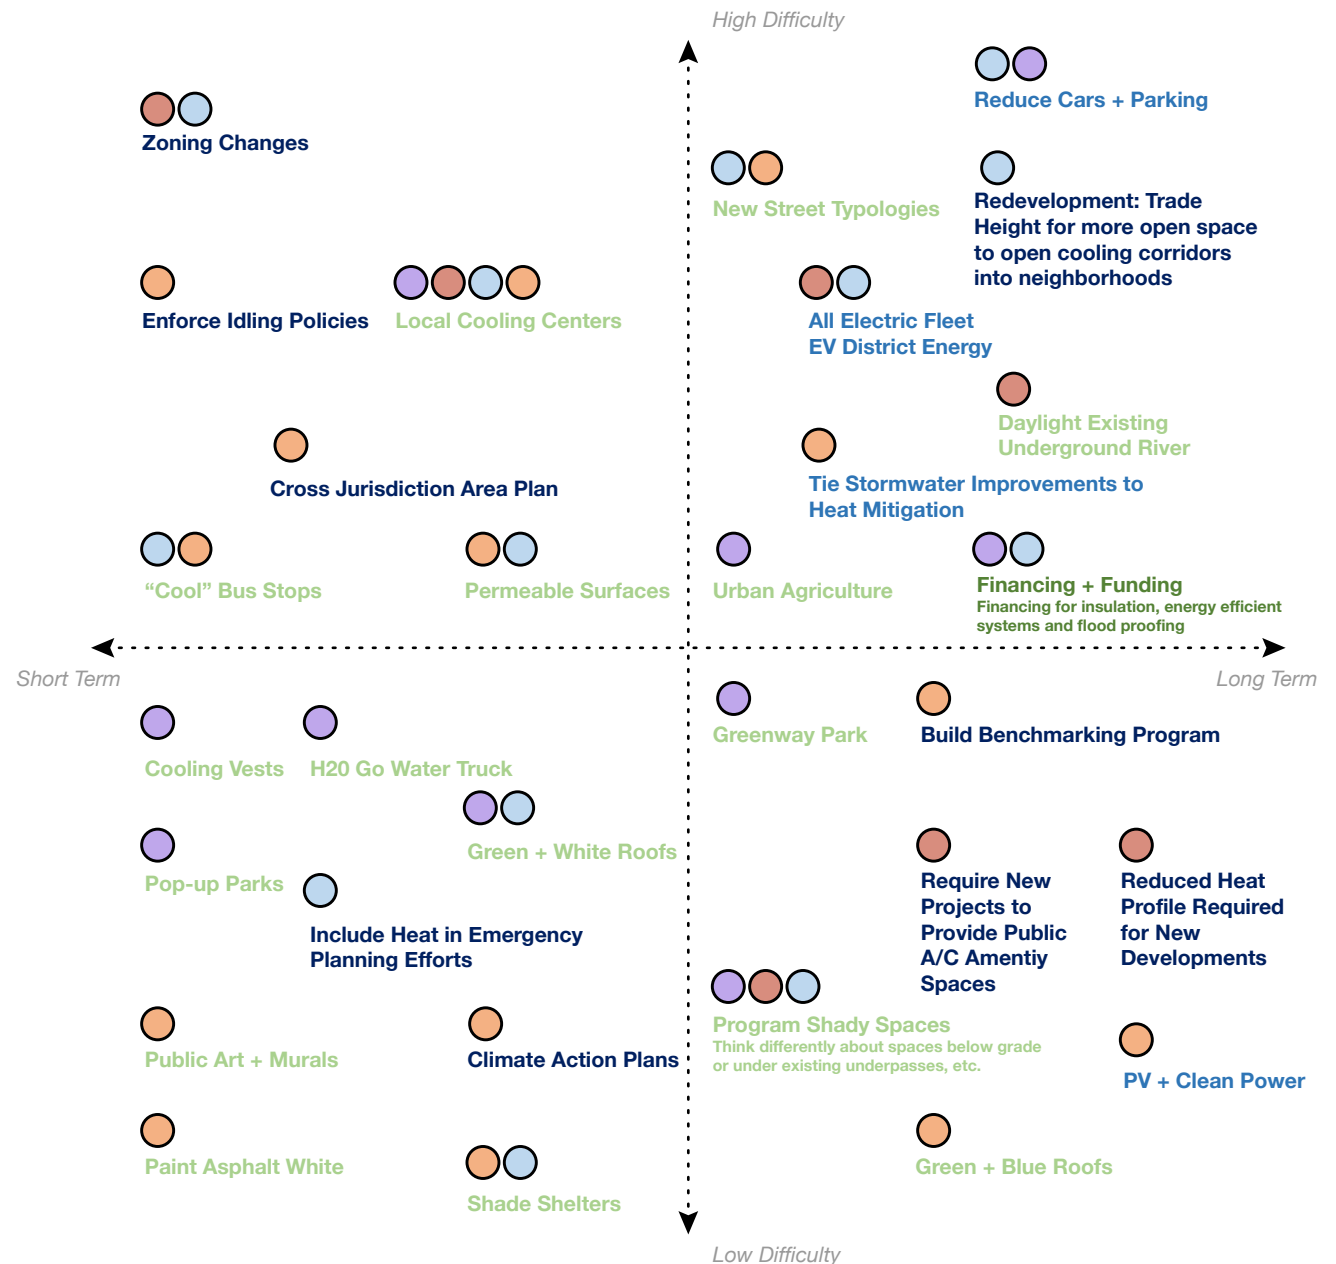 High Difficulty
Reduce Cars + Parking
Zoning Changes
New Street Typologies
Redevelopment: Trade
Height for more open space
to open cooling corridors
into neighborhoods
Enforce Idling Policies
Local Cooling Centers
All Electric Fleet
EV District Energy
Daylight Existing
Underground River
Cross Jurisdiction Area Plan
Tie Stormwater Improvements to
Heat Mitigation
“Cool” Bus Stops
Permeable Surfaces
Urban Agriculture
Financing + Funding
Financing for insulation, energy efficient
systems and flood proofing
Short Term
Long Term
Greenway Park
Build Benchmarking Program
Cooling Vests
H20 Go Water Truck
Green + White Roofs
Pop-up Parks
Require New
Projects to
Provide Public
A/C Amentiy
Spaces
Reduced Heat
Profile Required
for New
Developments
Include Heat in Emergency
Planning Efforts
Program Shady Spaces
Think differently about spaces below grade
or under existing underpasses, etc.
Public Art + Murals
Climate Action Plans
PV + Clean Power
Paint Asphalt White
Green + Blue Roofs
Shade Shelters
Low Difficulty